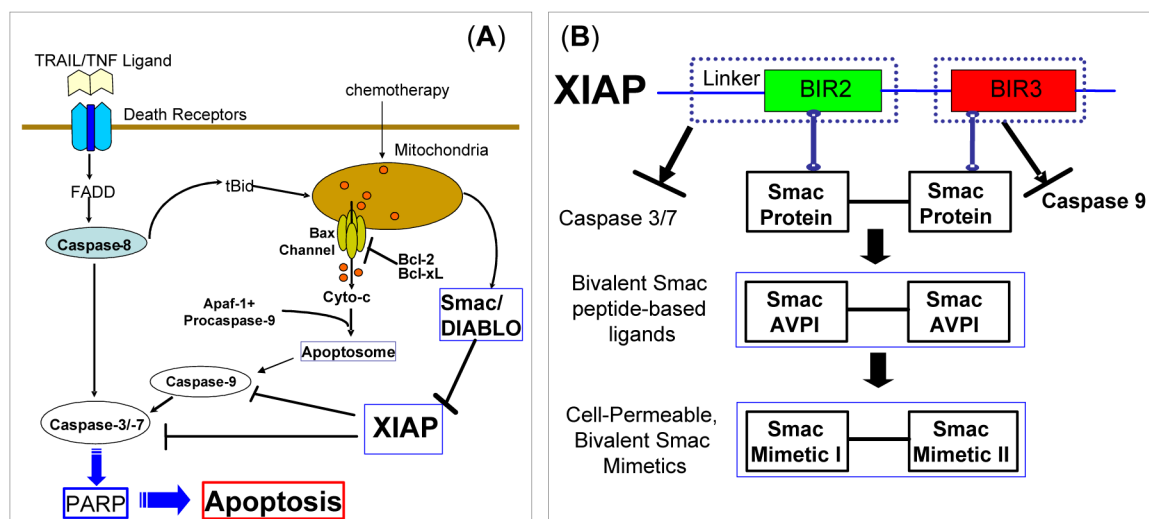 (A)
TRAIL/TNF Ligand
Death Receptors
chemotherapy
Mitochondria
FADD
tBid
Caspase-8
Bax
Channel
Bcl-2
Bcl-xL
Cyto-c
Smac/
DIABLO
Apaf-1+
Procaspase-9
Apoptosome
Caspase-9
Caspase-3/-7
XIAP
PARP
Apoptosis
(B)
XIAP
Linker
BIR2
BIR3
Caspase 3/7
Smac
Protein
Smac
Protein
Caspase 9
Bivalent Smac
peptide-based
ligands
Smac
AVPI
Smac
AVPI
Cell-Permeable,
Bivalent Smac
Mimetics
Smac
Mimetic I
Smac
Mimetic II